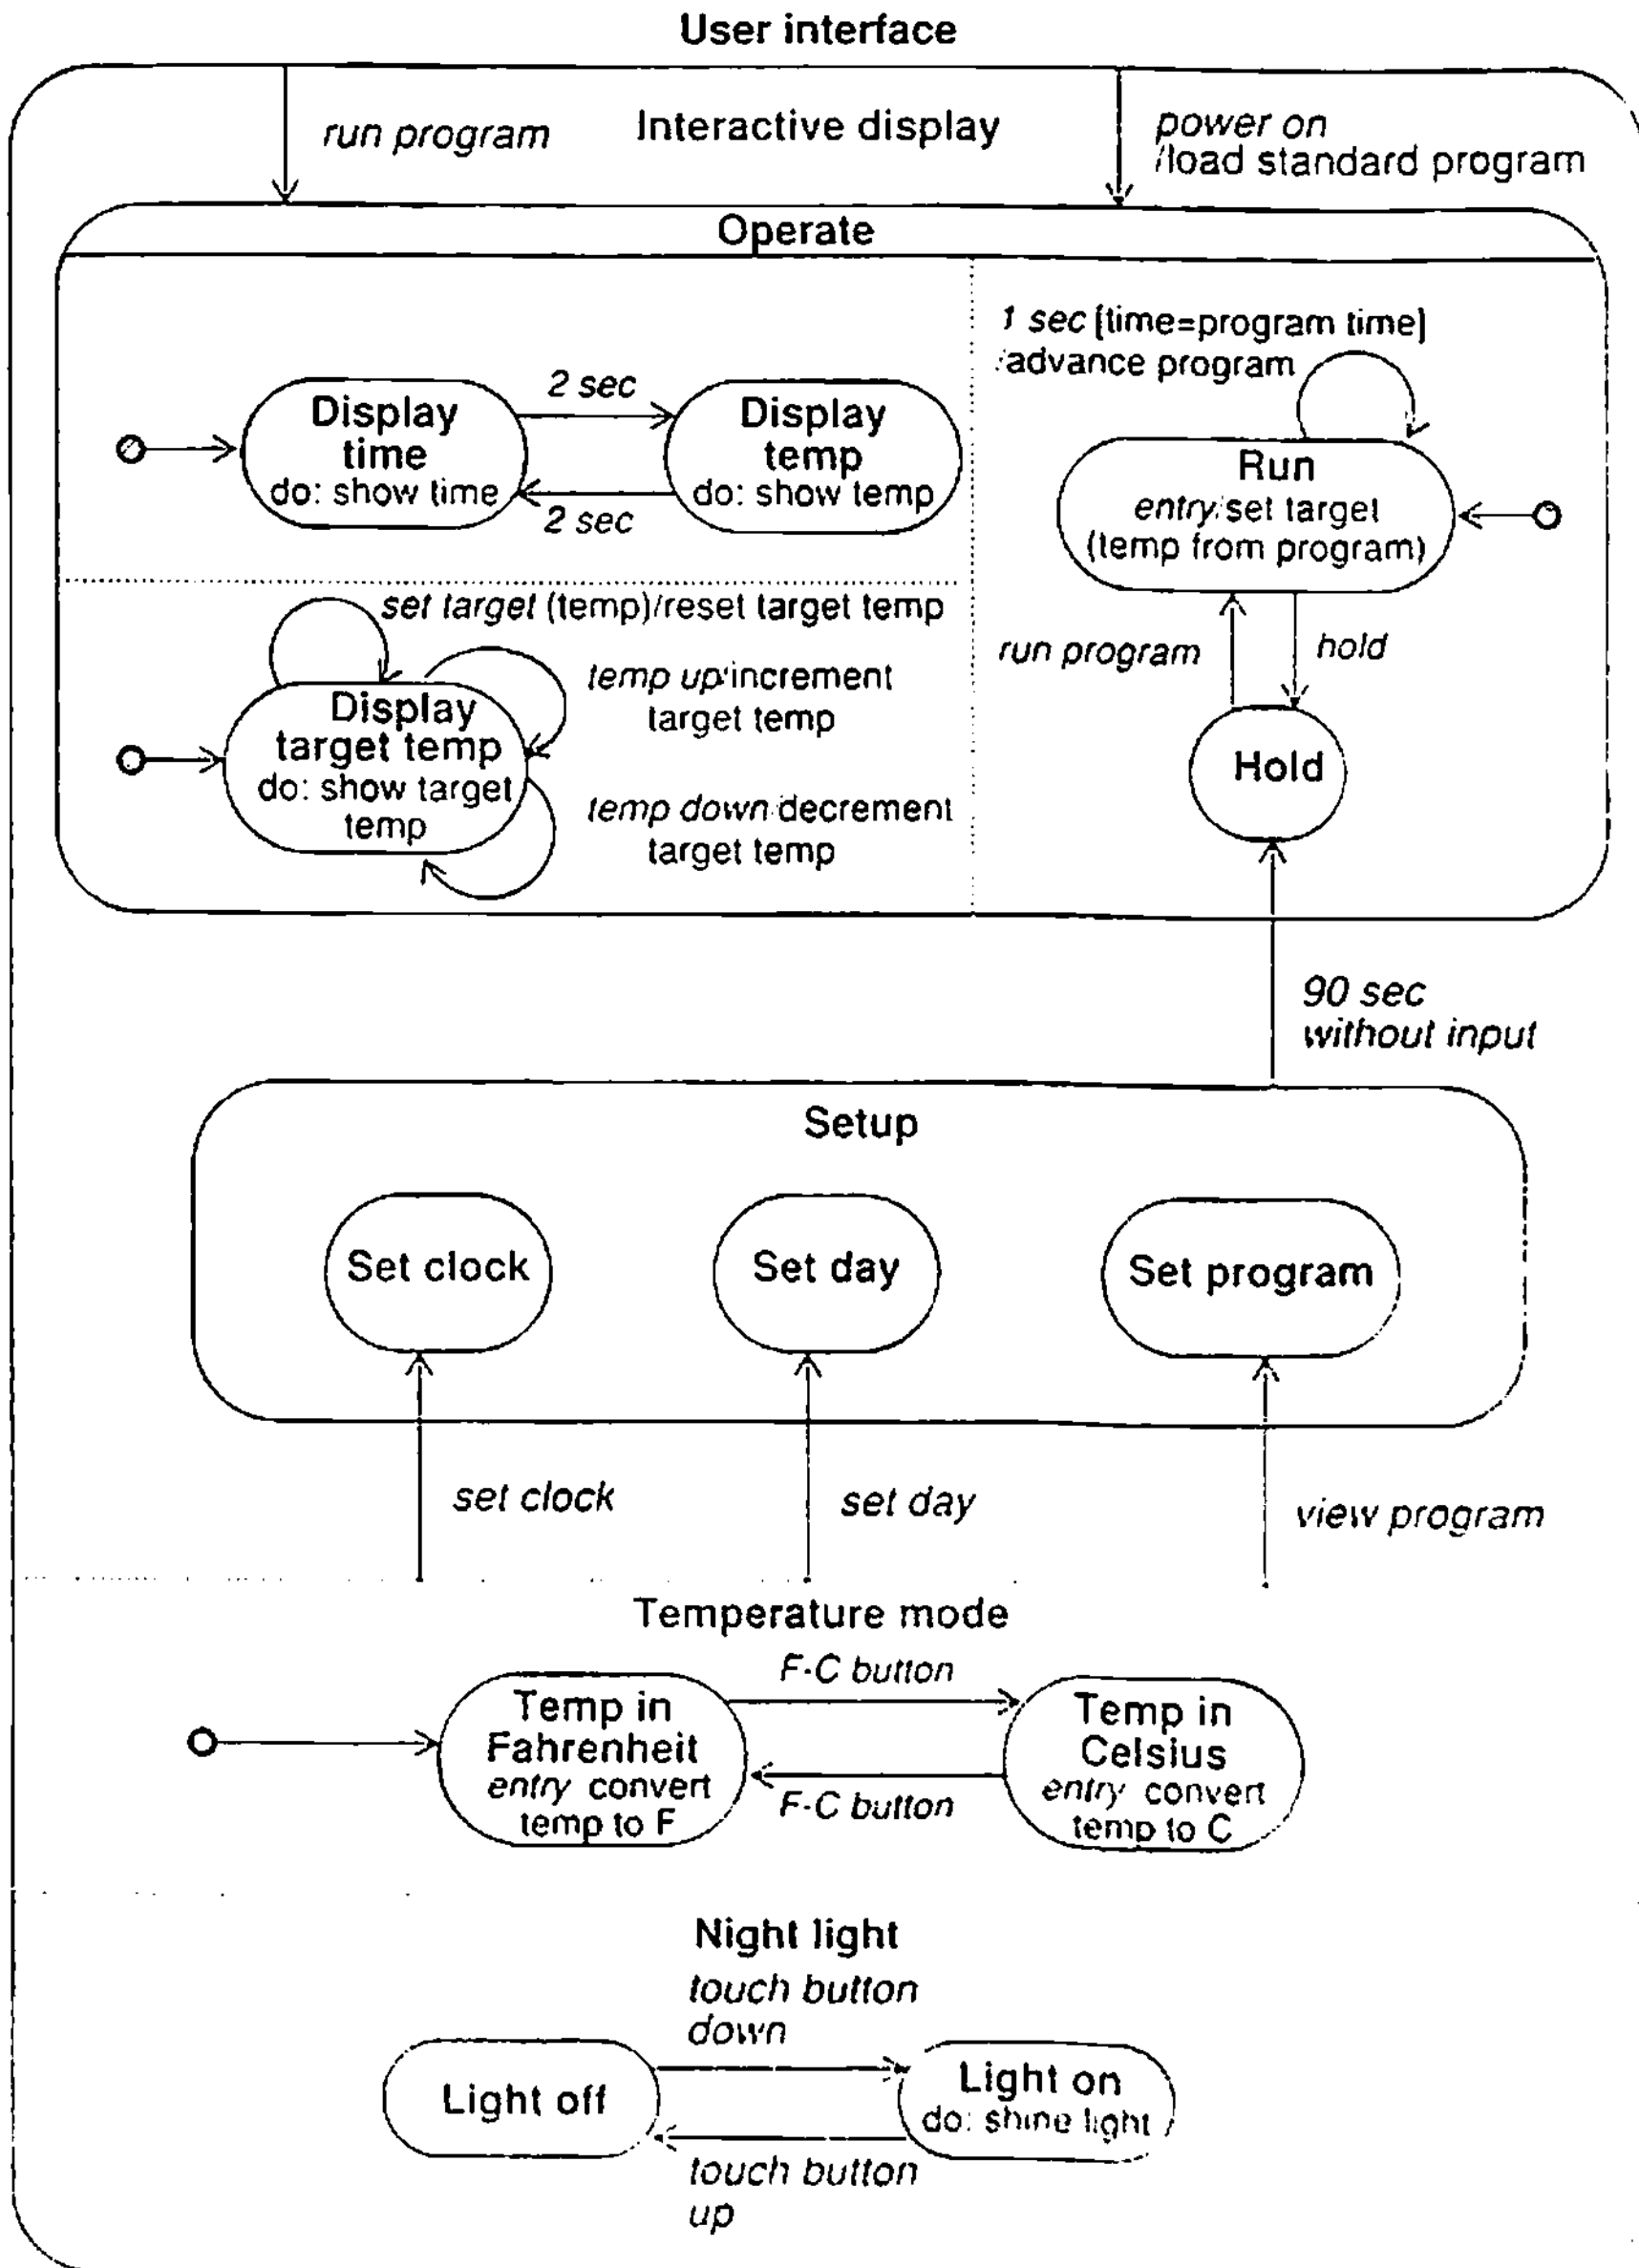 User interface
run program
Interactive display
power on
/load standard program
Operate
2 sec
Display
time
do: show time
Display
temp
do: show temp
2 sec
1 sec [time=program time]
/advance program
Run
entry/set target
(temp from program)
run program
hold
Hold
set target (temp)/reset target temp
temp up/increment
target temp
Display
target temp
do: show target
temp
temp down/decrement
target temp
90 sec
without input
Setup
Set clock
Set day
Set program
set clock
set day
view program
Temperature mode
F-C button
Temp in
Fahrenheit
entry convert
temp to F
Temp in
Celsius
entry convert
temp to C
F-C button
Night light
touch button
down
Light off
Light on
do: shine light
touch button
up